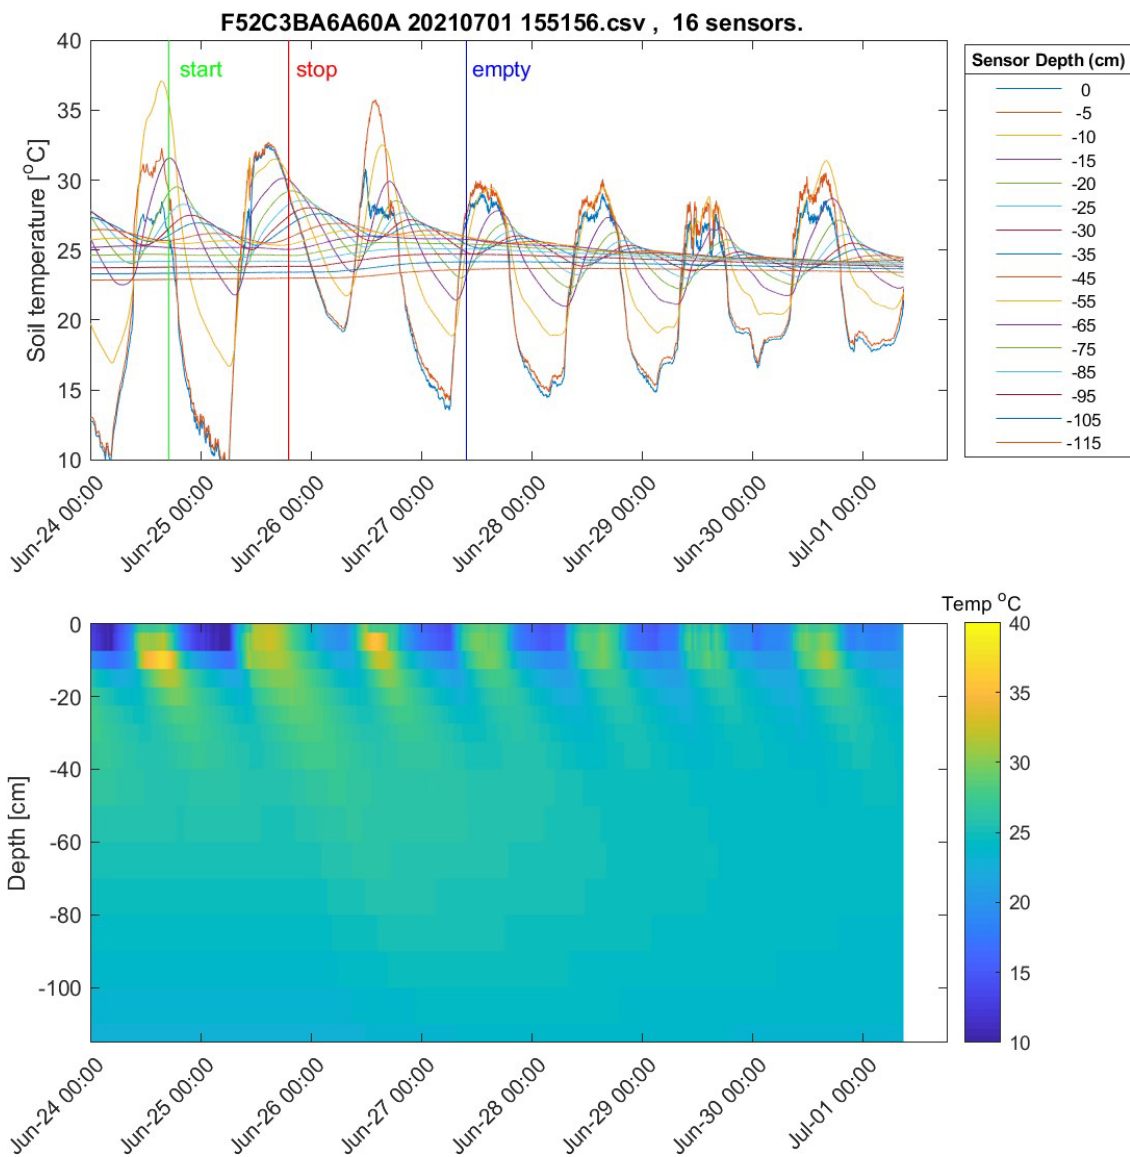 F52C3BA6A60A 20210701 155156.csv , 16 sensors.
40
35
30
25
20
15
10
Soil temperature [°C]
start
stop
empty
Jun-24 00:00
Jun-25 00:00
Jun-26 00:00
Jun-27 00:00
Jun-28 00:00
Jun-29 00:00
Jun-30 00:00
Jul-01 00:00
Sensor Depth (cm)
0
-5
-10
-15
-20
-25
-30
-35
-45
-55
-65
-75
-85
-95
-105
-115
0
-20
-40
-60
-80
-100
Depth [cm]
Jun-24 00:00
Jun-25 00:00
Jun-26 00:00
Jun-27 00:00
Jun-28 00:00
Jun-29 00:00
Jun-30 00:00
Jul-01 00:00
Temp °C
40
35
30
25
20
15
10